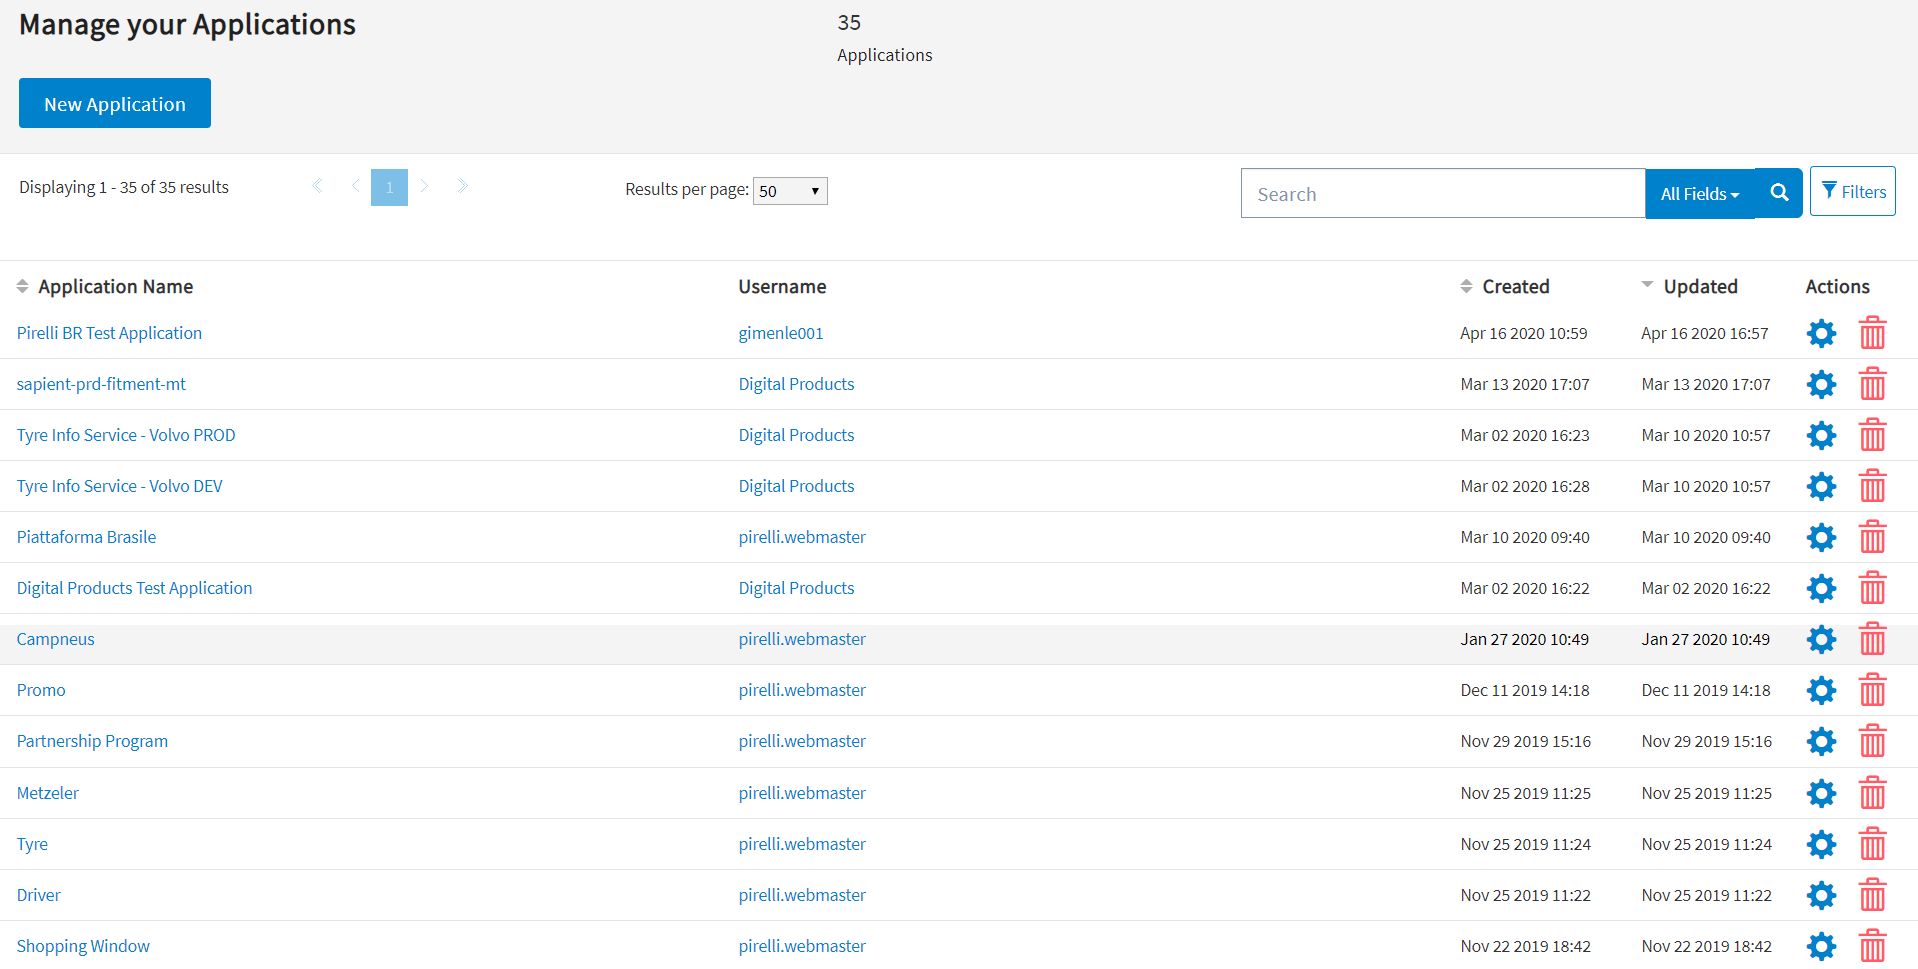 Manage your Applications
35
Applications
New Application
Displaying 1 - 35 of 35 results
1
Results per page: 50
Search
All Fields
Filters
Application Name Username Created Updated Actions
Pirelli BR Test Application gimenle001 Apr 16 2020 10:59 Apr 16 2020 16:57
sapient-prd-fitment-mt Digital Products Mar 13 2020 17:07 Mar 13 2020 17:07
Tyre Info Service - Volvo PROD Digital Products Mar 02 2020 16:23 Mar 10 2020 10:57
Tyre Info Service - Volvo DEV Digital Products Mar 02 2020 16:28 Mar 10 2020 10:57
Piattaforma Brasile pirelli.webmaster Mar 10 2020 09:40 Mar 10 2020 09:40
Digital Products Test Application Digital Products Mar 02 2020 16:22 Mar 02 2020 16:22
Campneus pirelli.webmaster Jan 27 2020 10:49 Jan 27 2020 10:49
Promo pirelli.webmaster Dec 11 2019 14:18 Dec 11 2019 14:18
Partnership Program pirelli.webmaster Nov 29 2019 15:16 Nov 29 2019 15:16
Metzeler pirelli.webmaster Nov 25 2019 11:25 Nov 25 2019 11:25
Tyre pirelli.webmaster Nov 25 2019 11:24 Nov 25 2019 11:24
Driver pirelli.webmaster Nov 25 2019 11:22 Nov 25 2019 11:22
Shopping Window pirelli.webmaster Nov 22 2019 18:42 Nov 22 2019 18:42